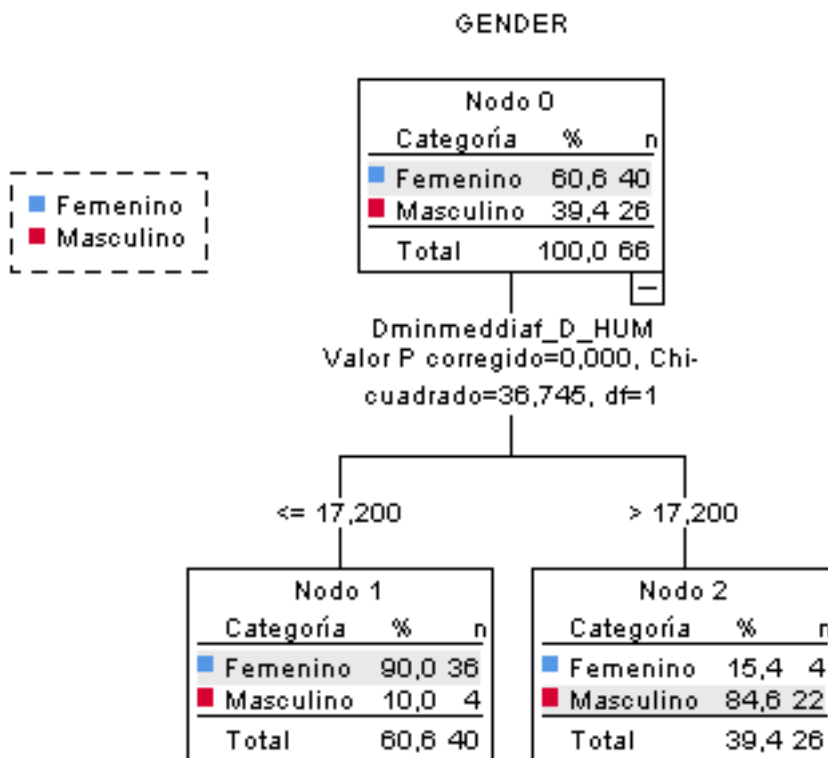 GENDER
Femenino
Masculino
Nodo 0
Categoría % n
Femenino 60,6 40
Masculino 39,4 26
Total 100,0 66
Dminmeddiaf_D_HUM
Valor P corregido=0,000, Chi-
cuadrado=36,745, df=1
<= 17,200
> 17,200
Nodo 1
Categoría % n
Femenino 90,0 36
Masculino 10,0 4
Total 60,6 40
Nodo 2
Categoría % n
Femenino 15,4 4
Masculino 84,6 22
Total 39,4 26